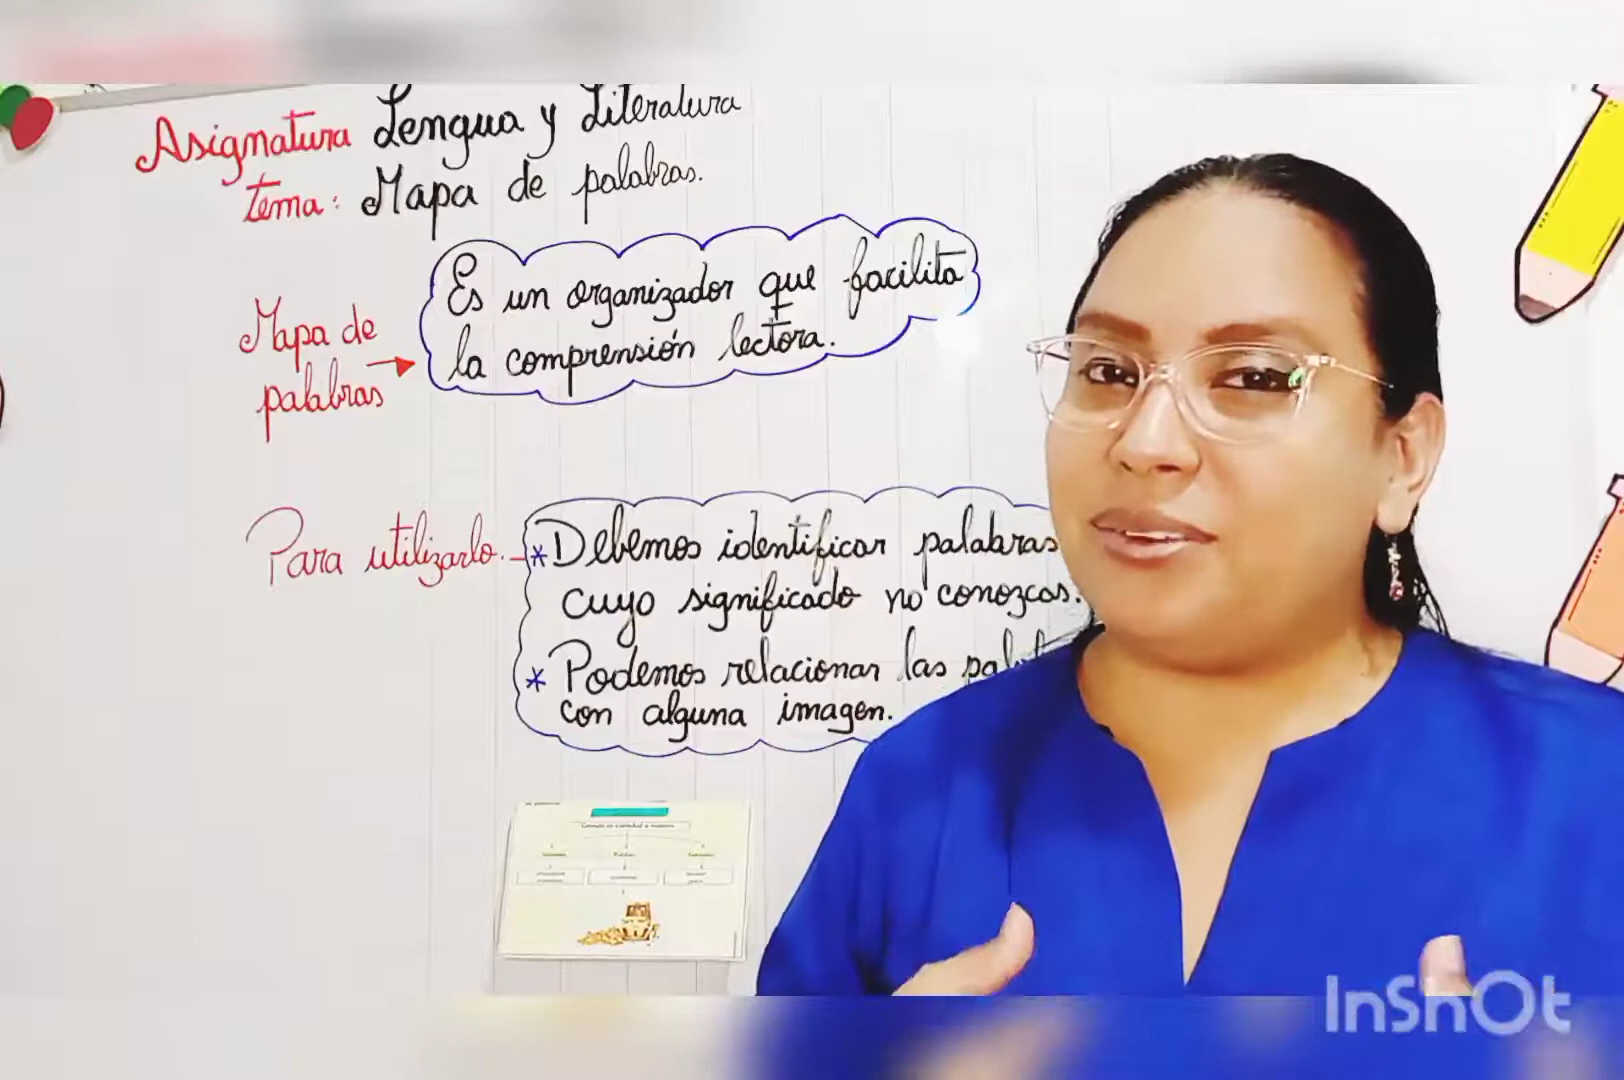 Asignatura Lengua y Literatura
tema: Mapa de palabras.
Mapa de
palabras
Es un organizador que facilita
la comprensión lectora.
Para utilizarlo.
* Debemos identificar palabras
cuyo significado no conozcas.
* Podemos relacionar las
con alguna imagen.
InShOt